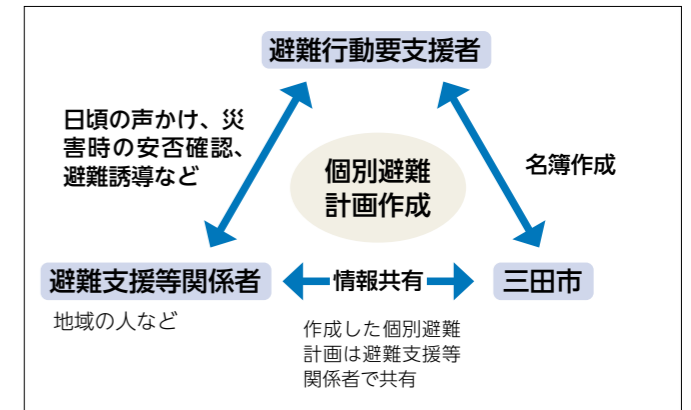 避難行動要支援者
日頃の声かけ、災
害時の安否確認、
避難誘導など
個別避難
計画作成
名簿作成
避難支援等関係者
情報共有
三田市
地域の人など
作成した個別避難
計画は避難支援等
関係者で共有